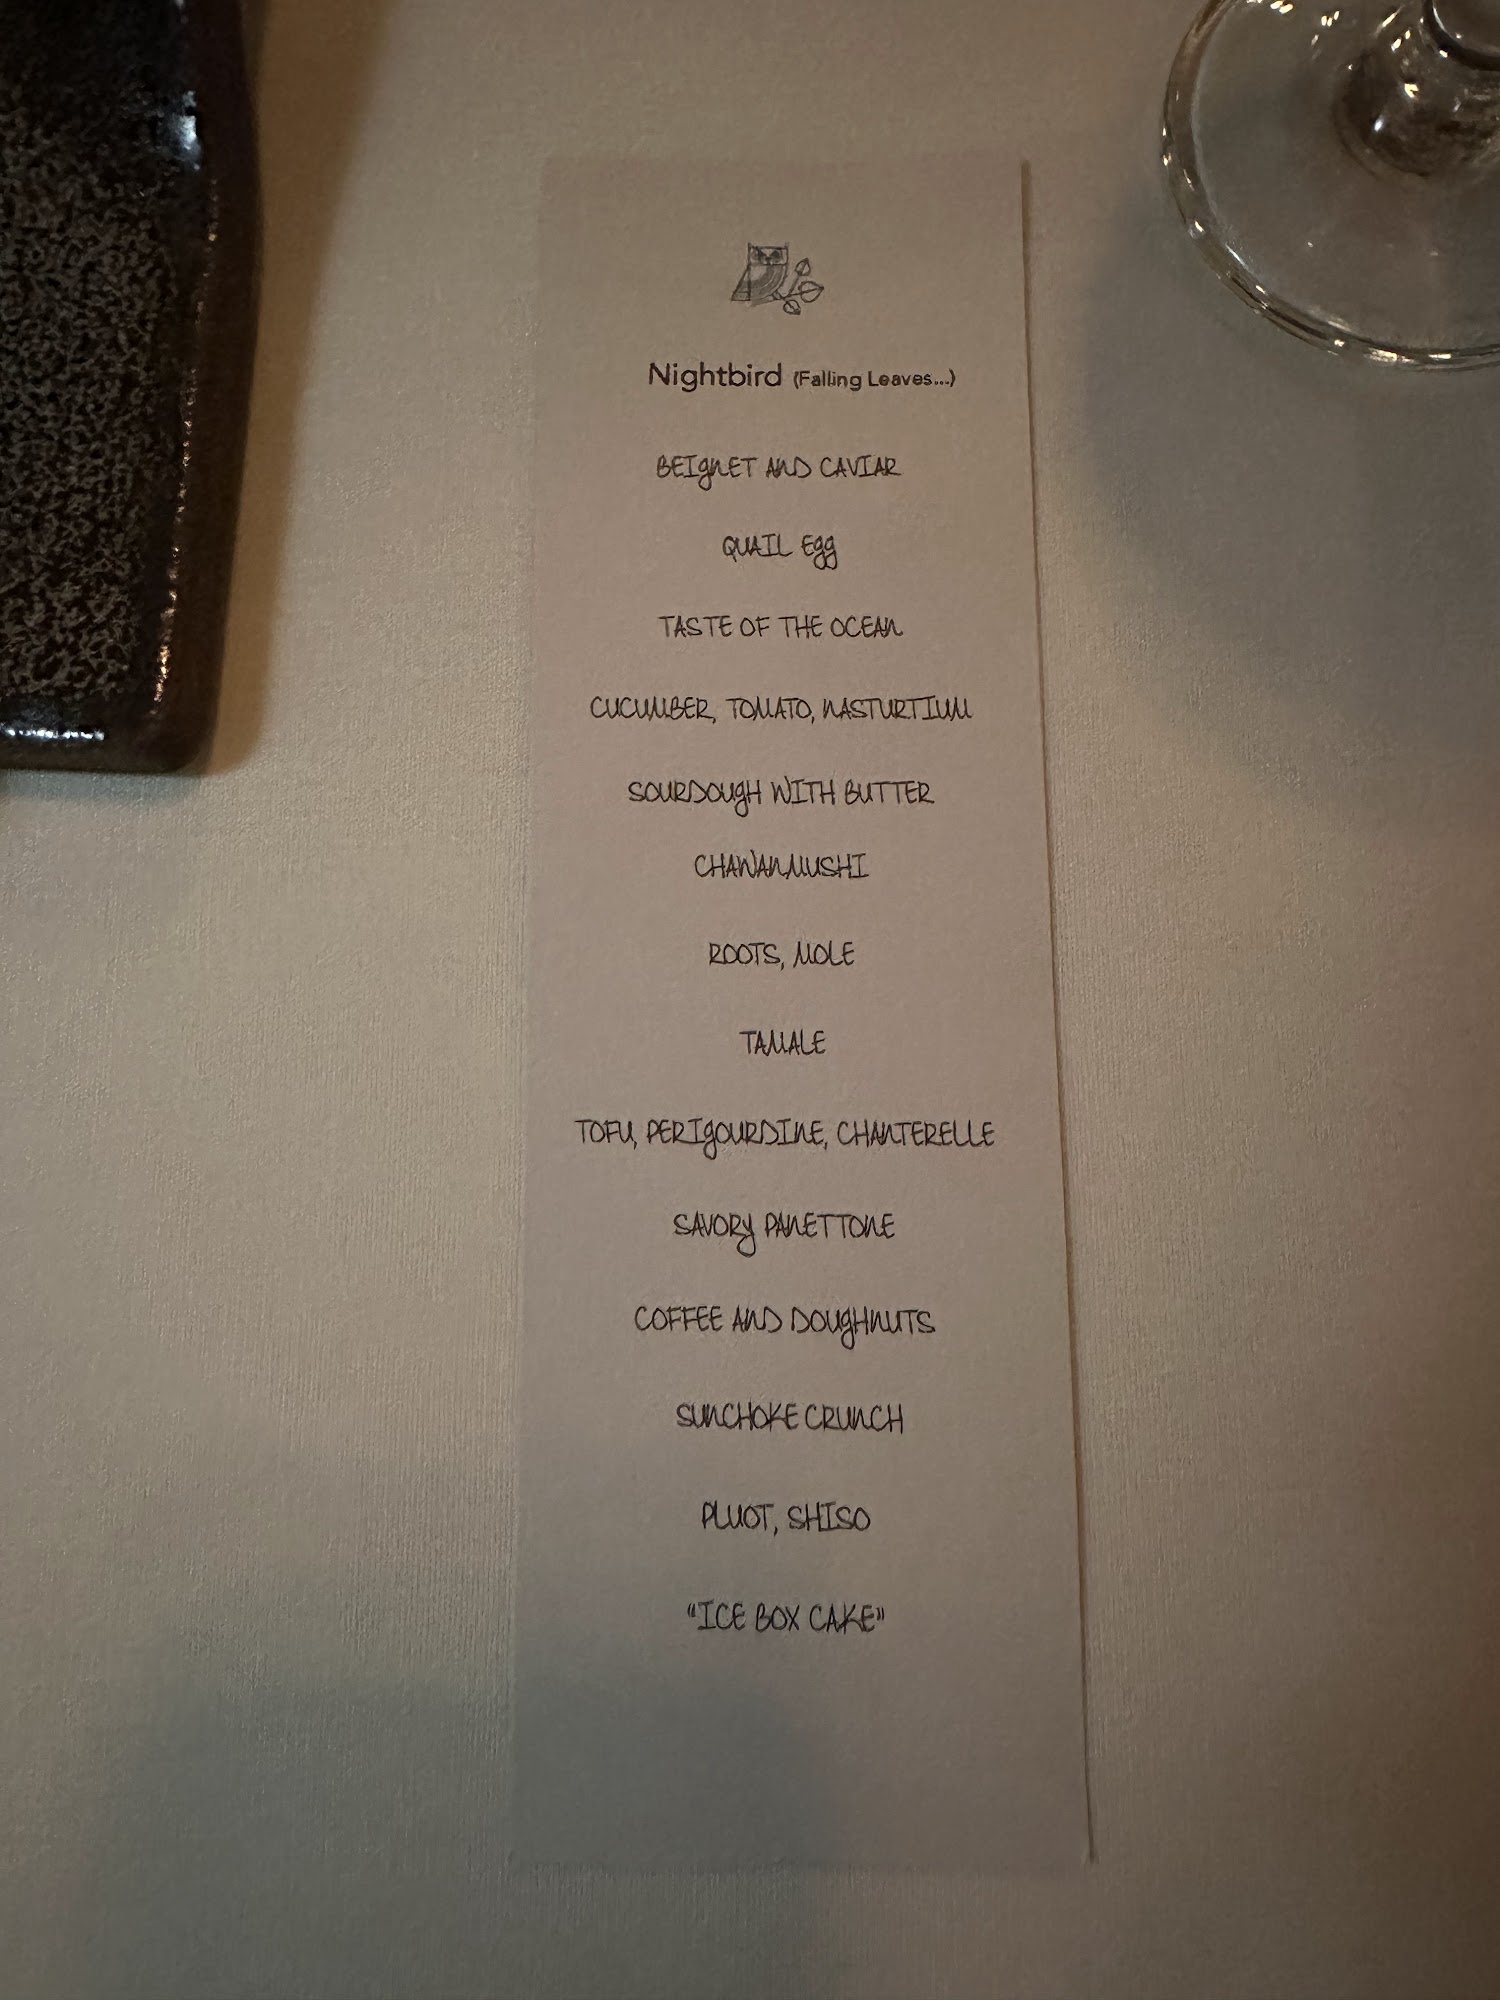 Nightbird (Falling Leaves...)
BEIgNET AND CAVIAR
QUAIL Egg
TASTE OF THE OCEAN
CUCUMBER, TOMATO, NASTURTIUM
SOURDOUgH WITH BUTTER
CHAWANMUSHI
ROOTS, MOLE
TAMALE
TOFU, PERIgOURDINE, CHANTERELLE
SAVORy PANETTONE
COFFEE AND DOUgHNUTS
SUNCHOKE CRUNCH
PLUOT, SHISO
“ICE BOX CAKE”